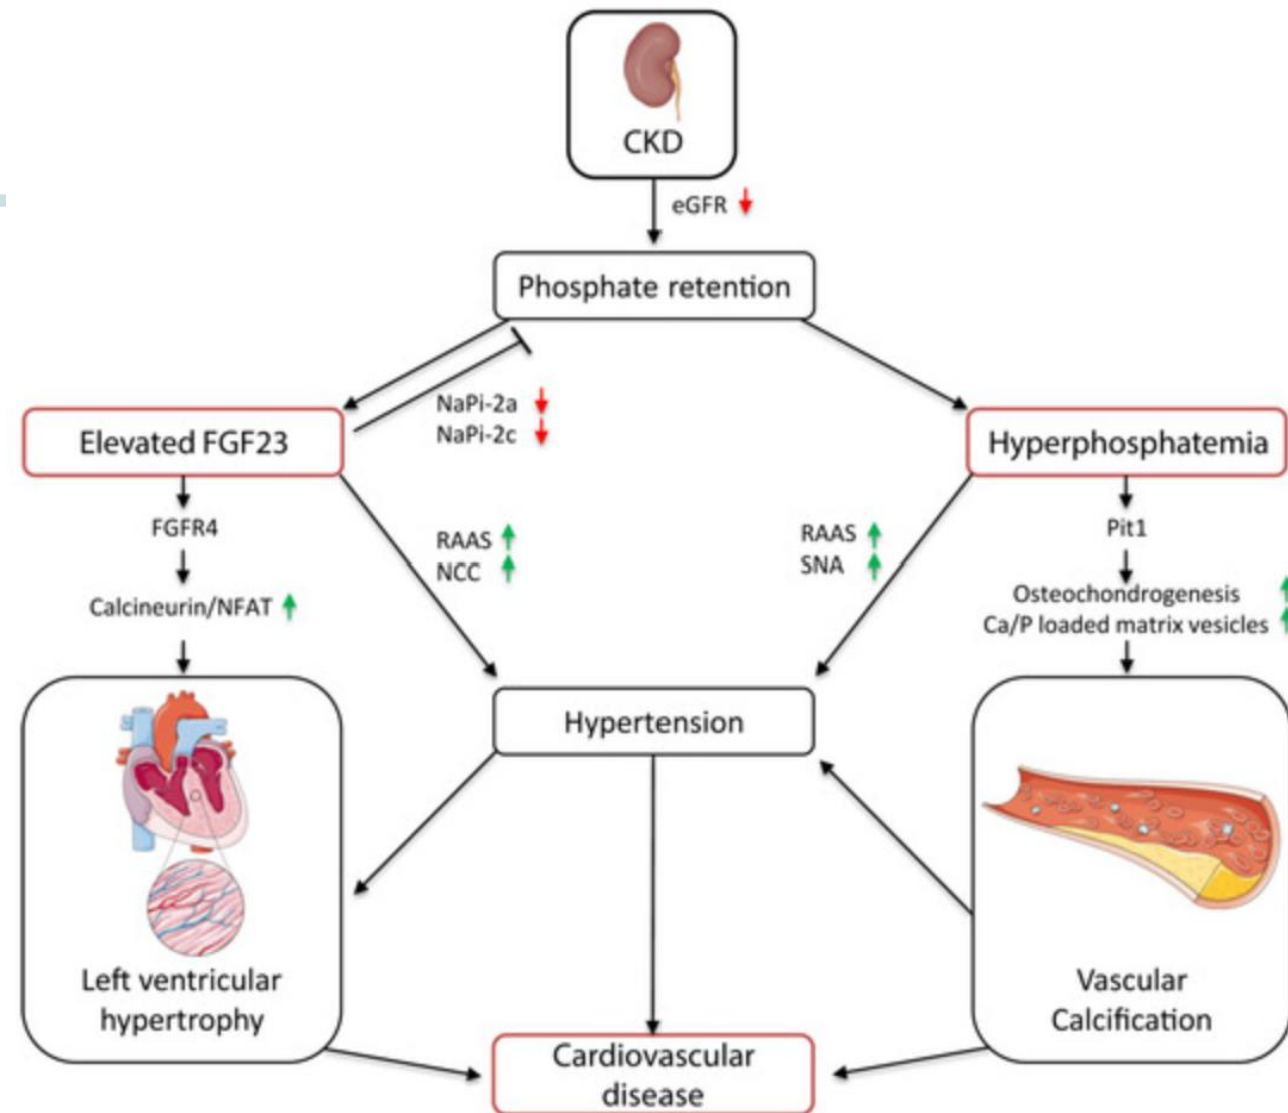 CKD
eGFR
Phosphate retention
NaPi-2a
NaPi-2c
Elevated FGF23
Hyperphosphatemia
FGFR4
RAAS
NCC
RAAS
SNA
Pit1
Calcineurin/NFAT
Osteochondrogenesis
Ca/P loaded matrix vesicles
Hypertension
Left ventricular
hypertrophy
Vascular
Calcification
Cardiovascular
disease